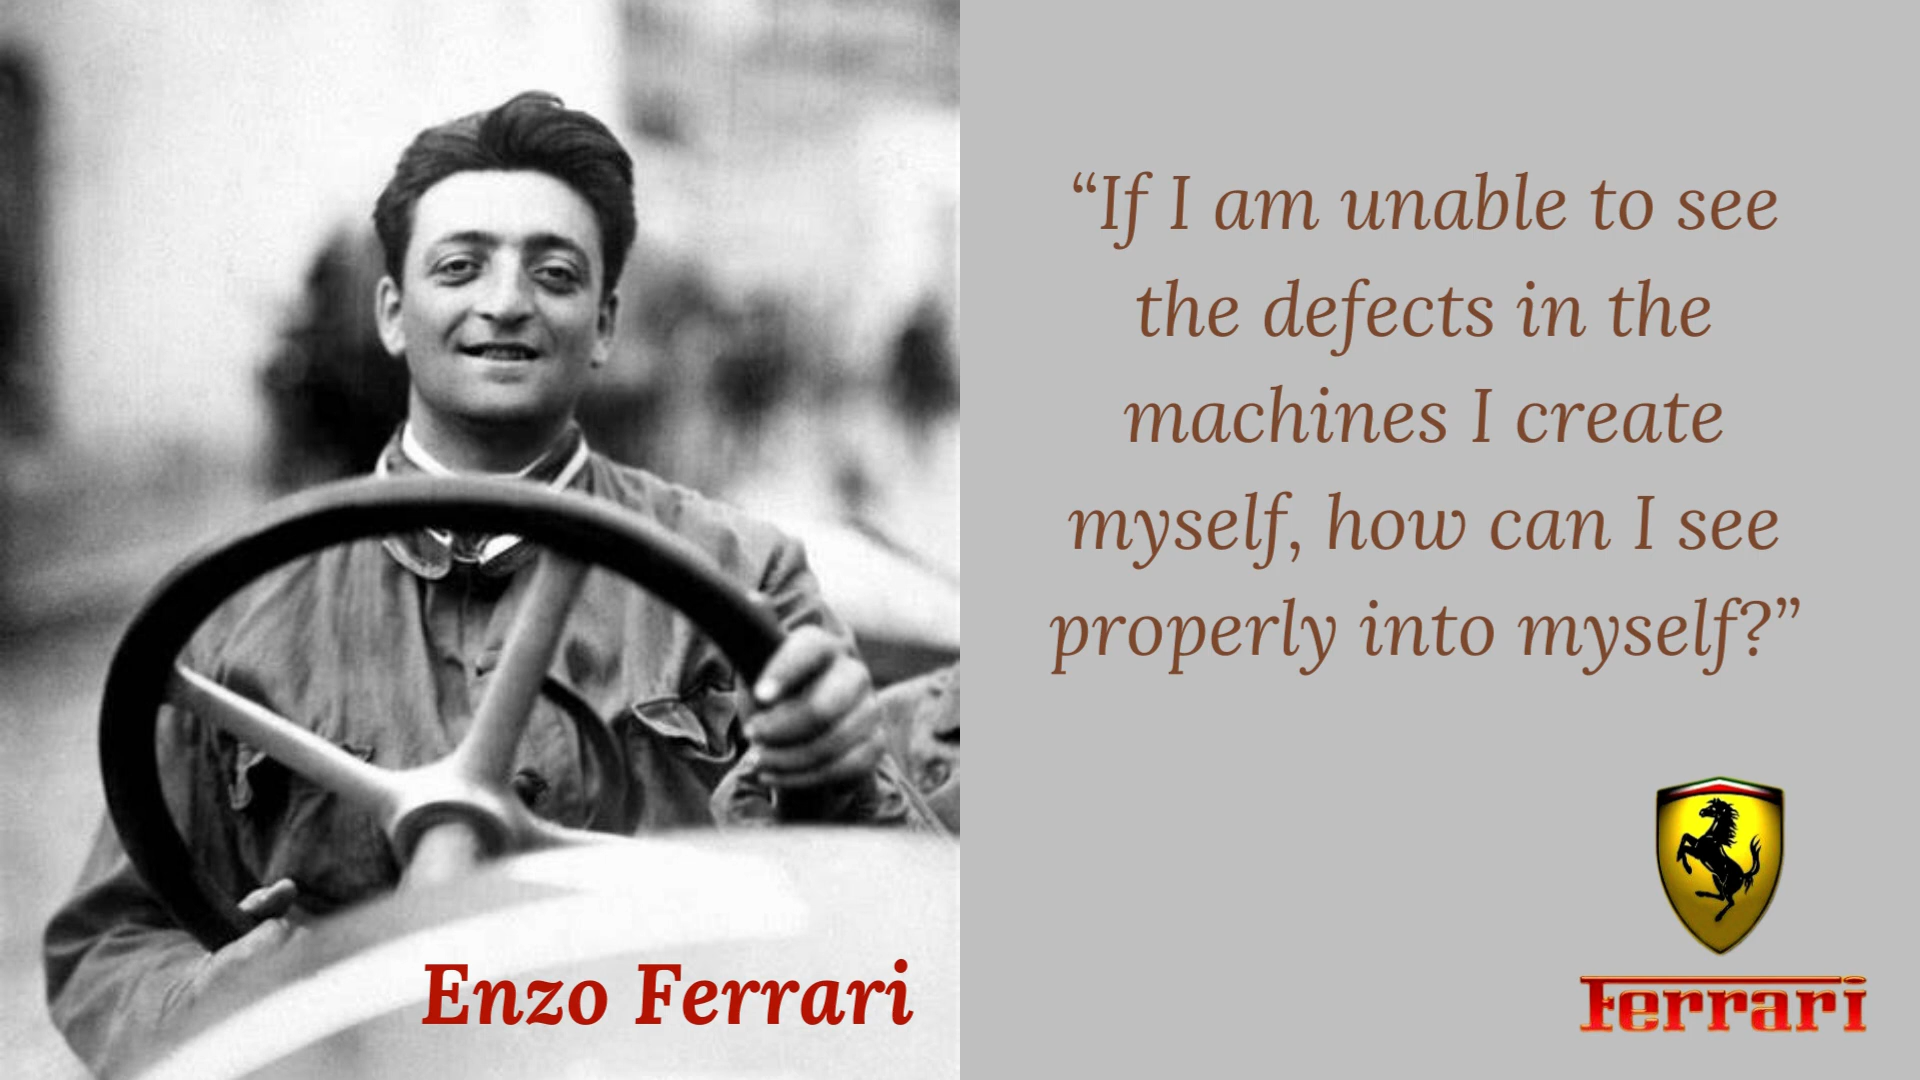 “If I am unable to see
the defects in the
machines I create
myself, how can I see
properly into myself?”
Enzo Ferrari
Ferrari